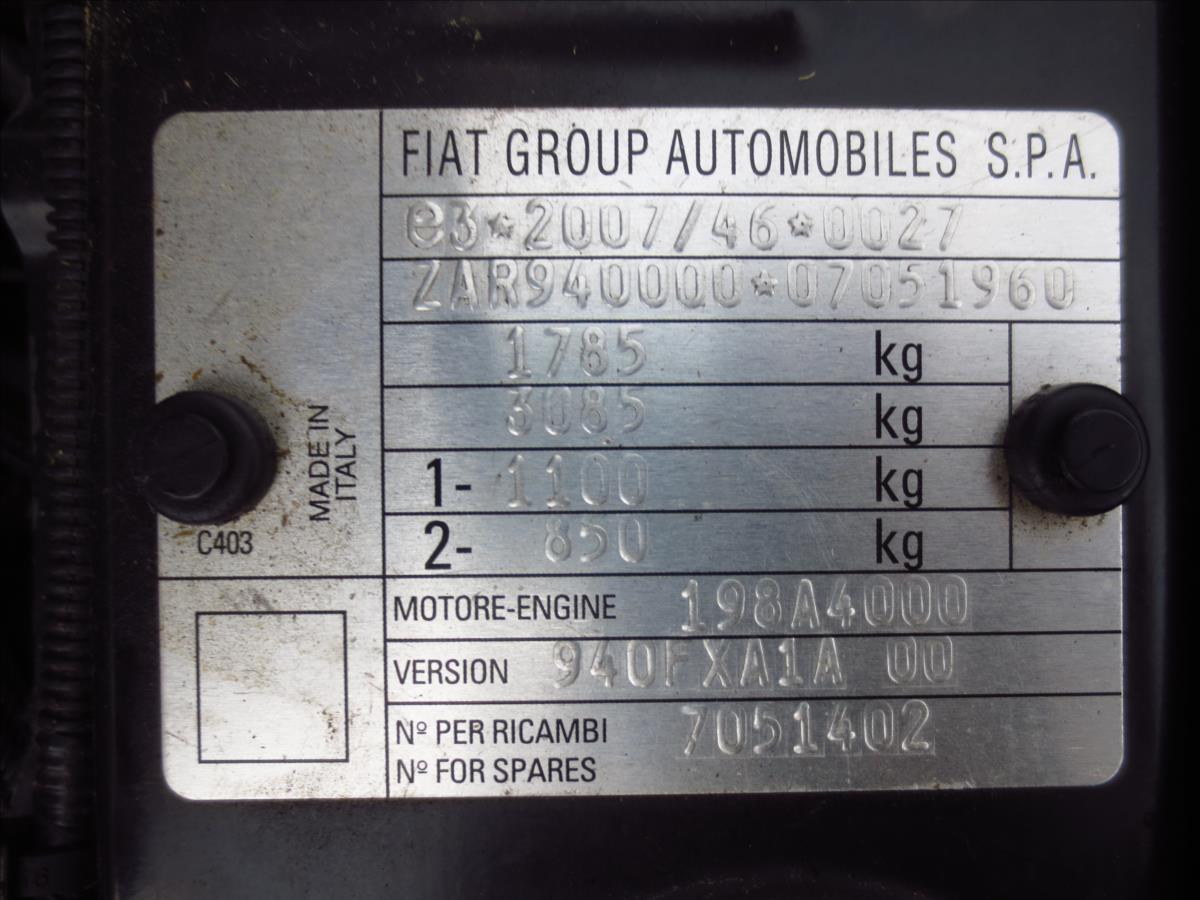 FIAT GROUP AUTOMOBILES S.P.A.
e3*2007/46*0027
ZAR940000*07051960
1785 kg
3085 kg
1- 1100 kg
2- 850 kg
MADE IN
ITALY
C403
MOTORE-ENGINE 198A4000
VERSION 940FXA1A 00
Nº PER RICAMBI 7051402
Nº FOR SPARES